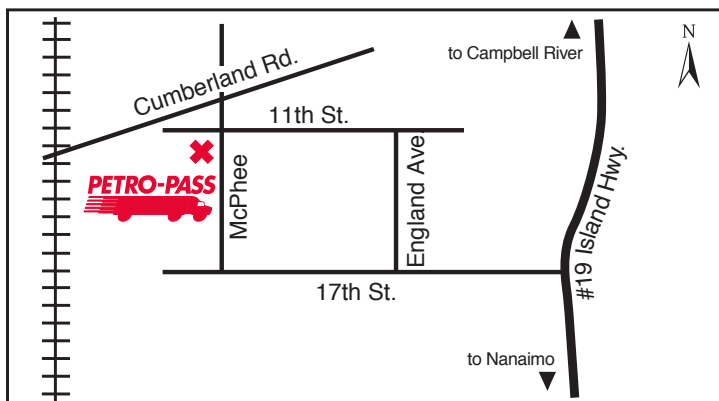 to Campbell River
N
Cumberland Rd.
11th St.
PETRO-PASS
McPhee
England Ave.
#19 Island Hwy.
17th St.
to Nanaimo